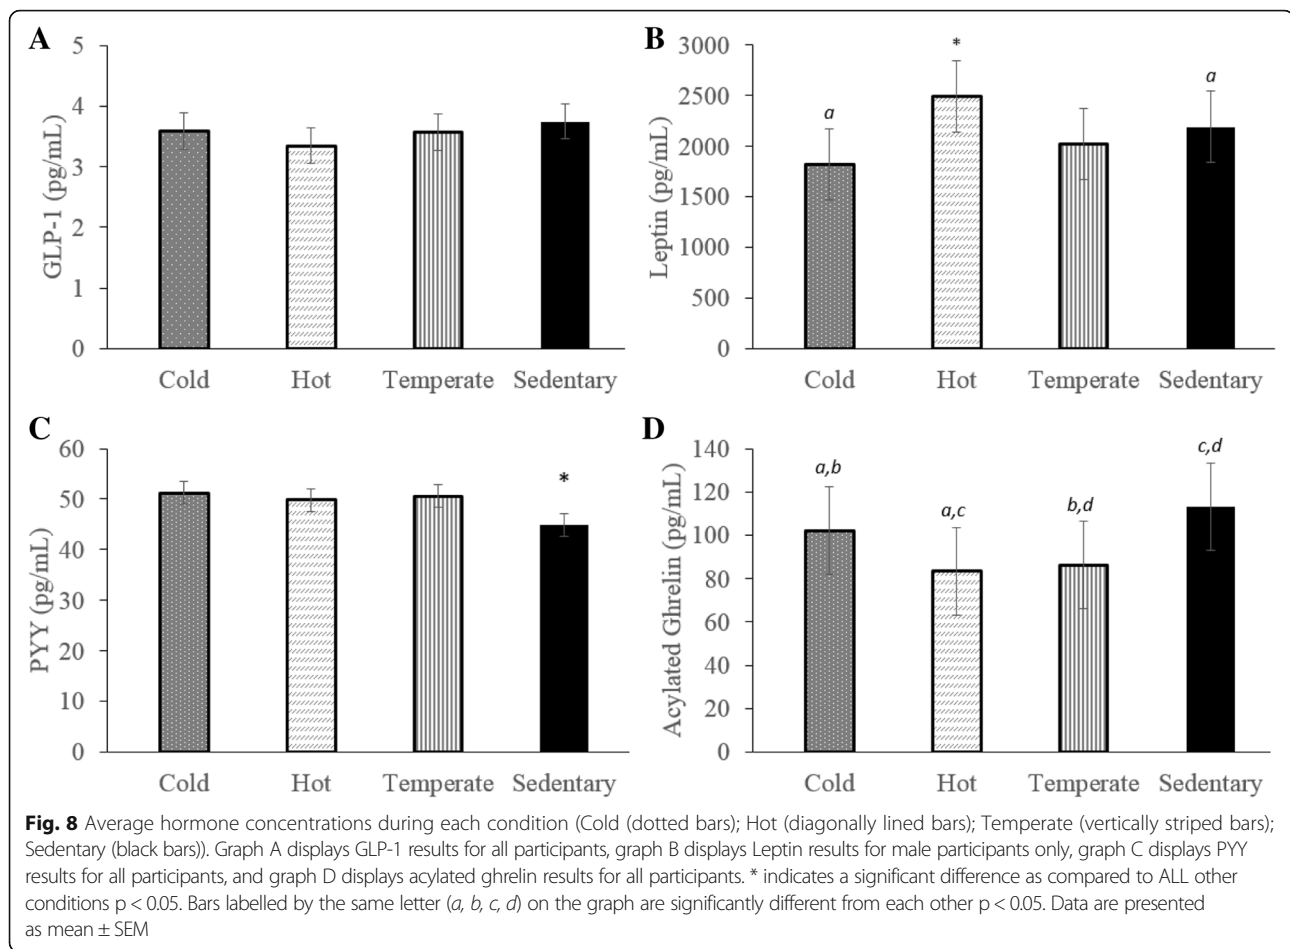 A
5
4
3
2
1
0
GLP-1 (pg/mL)
Cold Hot Temperate Sedentary
B
3000
2500
2000
1500
1000
500
0
Leptin (pg/mL)
a
*
a
Cold Hot Temperate Sedentary
C
60
50
40
30
20
10
0
PYY (pg/mL)
*
Cold Hot Temperate Sedentary
D
140
120
100
80
60
40
20
0
Acylated Ghrelin (pg/mL)
a,b
a,c
b,d
c,d
Cold Hot Temperate Sedentary
Fig. 8 Average hormone concentrations during each condition (Cold (dotted bars); Hot (diagonally lined bars); Temperate (vertically striped bars);
Sedentary (black bars)). Graph A displays GLP-1 results for all participants, graph B displays Leptin results for male participants only, graph C displays PYY
results for all participants, and graph D displays acylated ghrelin results for all participants. * indicates a significant difference as compared to ALL other
conditions p < 0.05. Bars labelled by the same letter (a, b, c, d) on the graph are significantly different from each other p < 0.05. Data are presented
as mean ± SEM